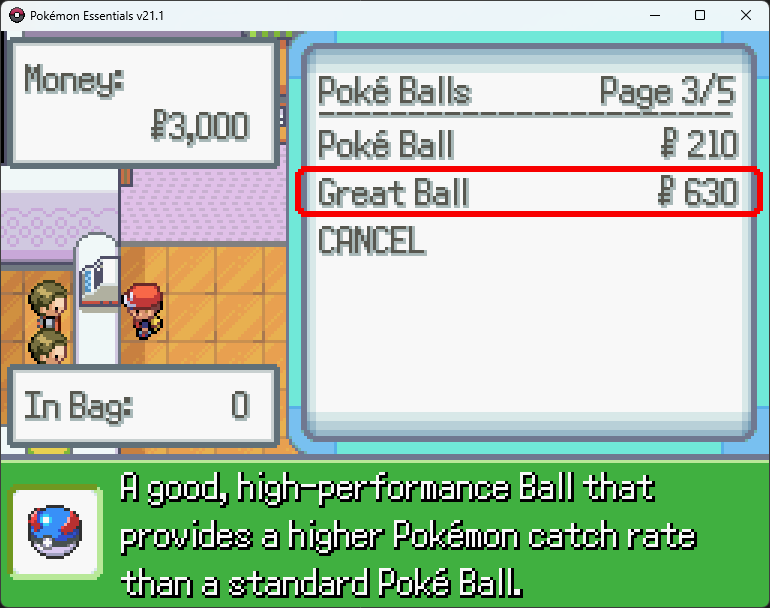 Pokémon Essentials v21.1
Money:
₽3,000
Poké Balls Page 3/5
Poké Ball ₽ 210
Great Ball ₽ 630
CANCEL
In Bag: 0
A good, high-performance Ball that
provides a higher Pokémon catch rate
than a standard Poké Ball.